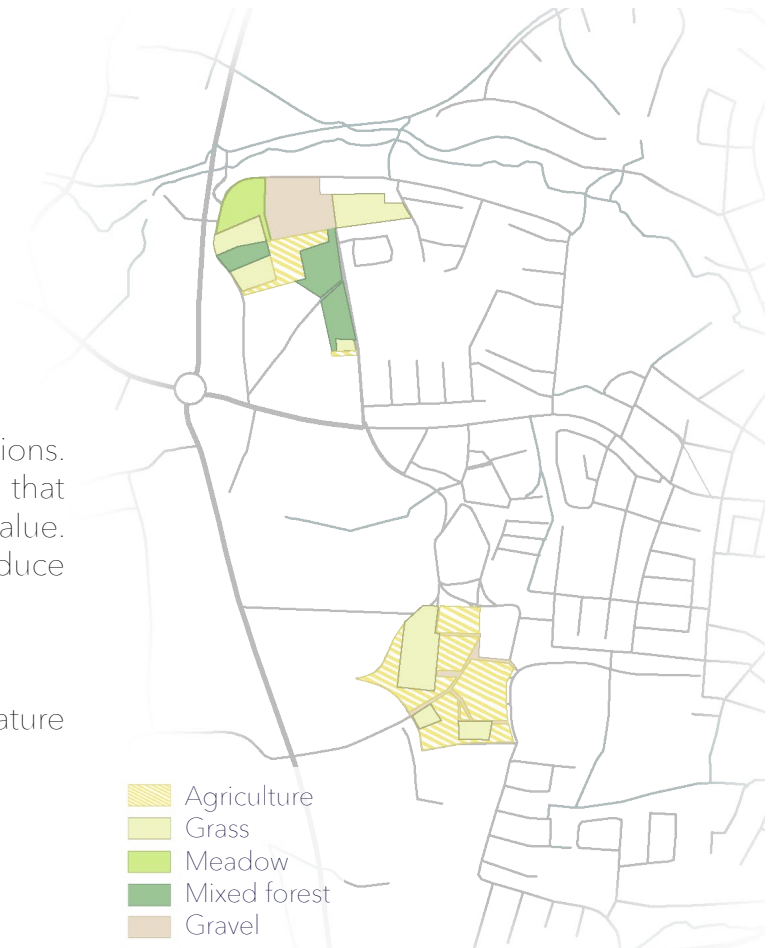 ions.
that
alue.
duce
ature
Agriculture
Grass
Meadow
Mixed forest
Gravel